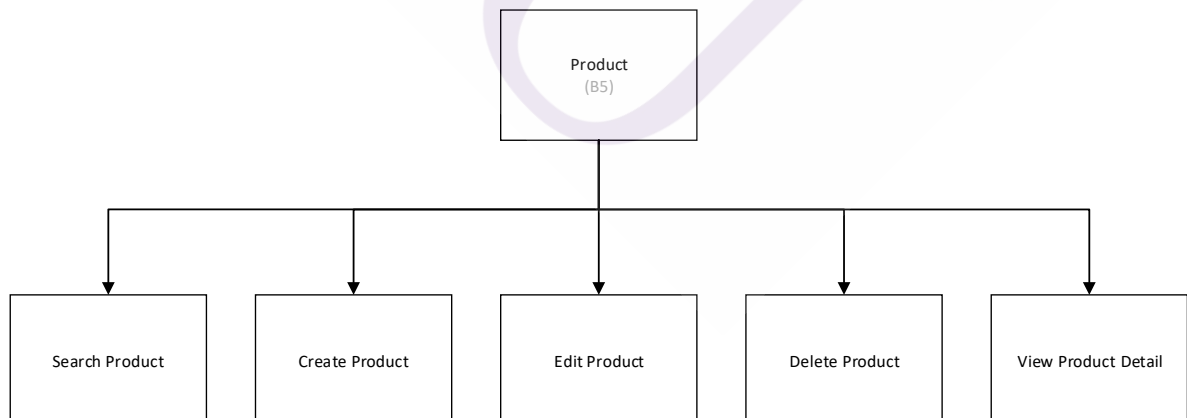 Product
(B5)
Search Product
Create Product
Edit Product
Delete Product
View Product Detail